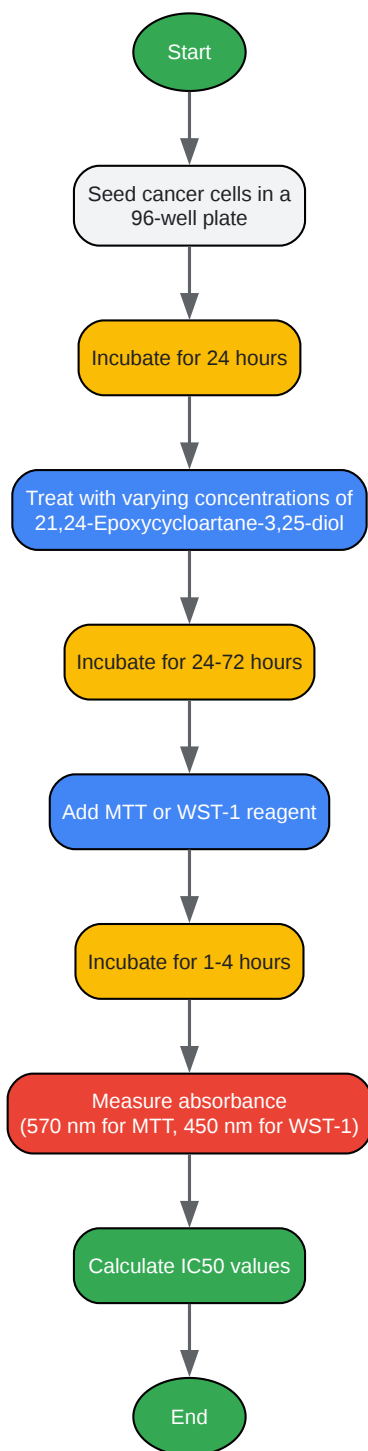 Start
Seed cancer cells in a
96-well plate
Incubate for 24 hours
Treat with varying concentrations of
21,24-Epoxycycloartane-3,25-diol
Incubate for 24-72 hours
Add MTT or WST-1 reagent
Incubate for 1-4 hours
Measure absorbance
(570 nm for MTT, 450 nm for WST-1)
Calculate IC50 values
End